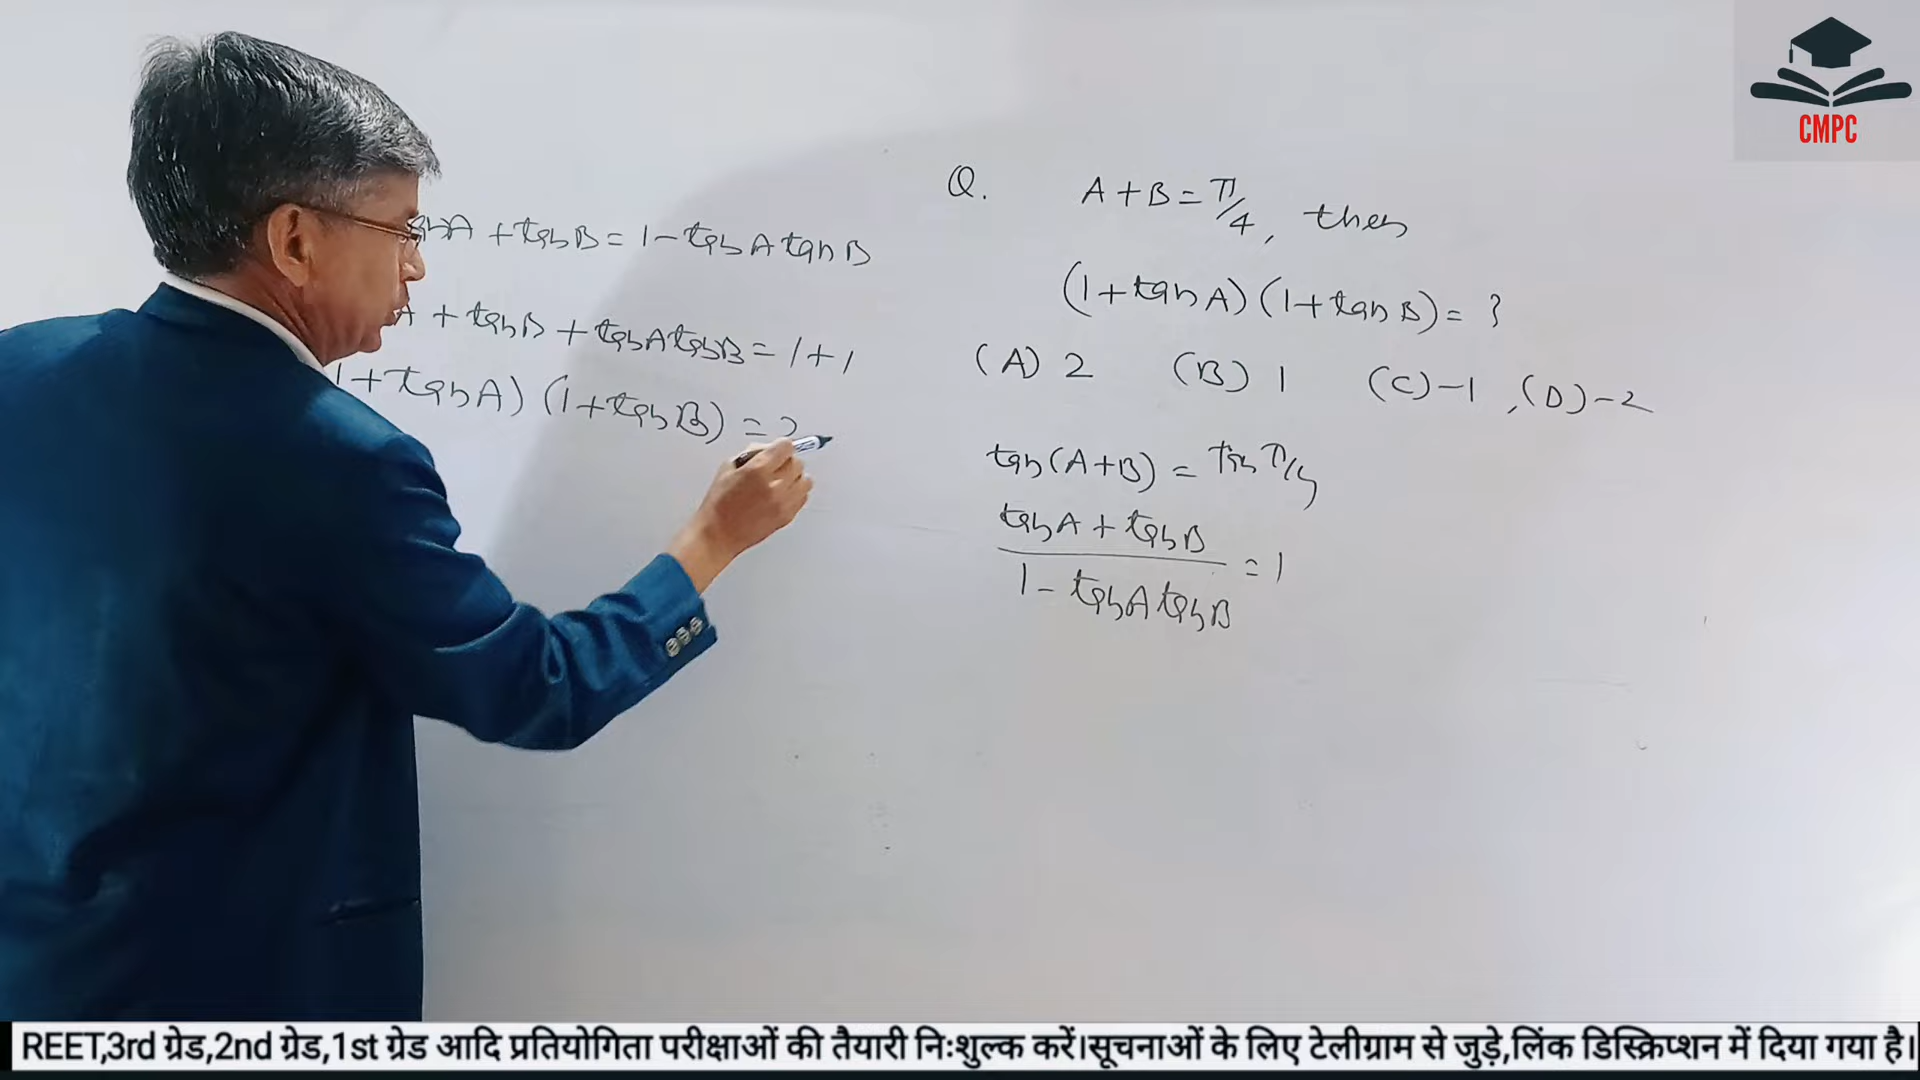 CMPC
Q. A+B=π/4, then
(1+tanA)(1+tanB)=?
(A) 2 (B) 1 (C)-1, (D)-2
tan(A+B) = tan π/4
tanA + tanB
1 - tanA tanB
=1
tanA + tanB = 1 - tanA tanB
A + tanB + tanA tanB = 1+1
1+tanA) (1+tanB) = 2
REET,3rd ग्रेड,2nd ग्रेड,1st ग्रेड आदि प्रतियोगिता परीक्षाओं की तैयारी निःशुल्क करें।सूचनाओं के लिए टेलीग्राम से जुड़े,लिंक डिस्क्रिप्शन में दिया गया है।